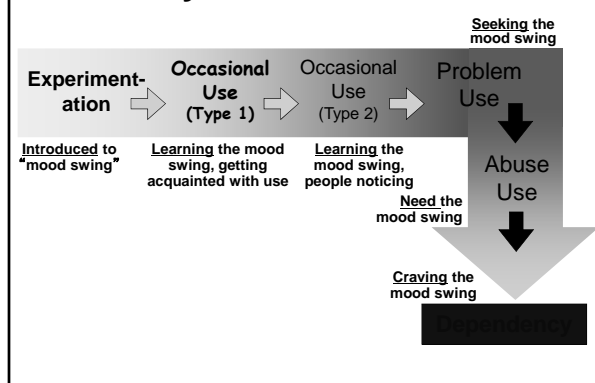 Seeking the
mood swing
Experiment-
ation
Occasional
Use
(Type 1)
Occasional
Use
(Type 2)
Problem
Use
Introduced to
“mood swing”
Learning the mood
swing, getting
acquainted with use
Learning the
mood swing,
people noticing
Abuse
Use
Need the
mood swing
Craving the
mood swing
Dependency